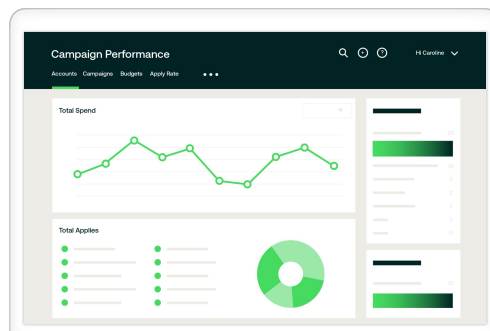 Campaign Performance
Hi Caroline
Accounts Campaigns Budgets Apply Rate
Total Spend
Total Applies